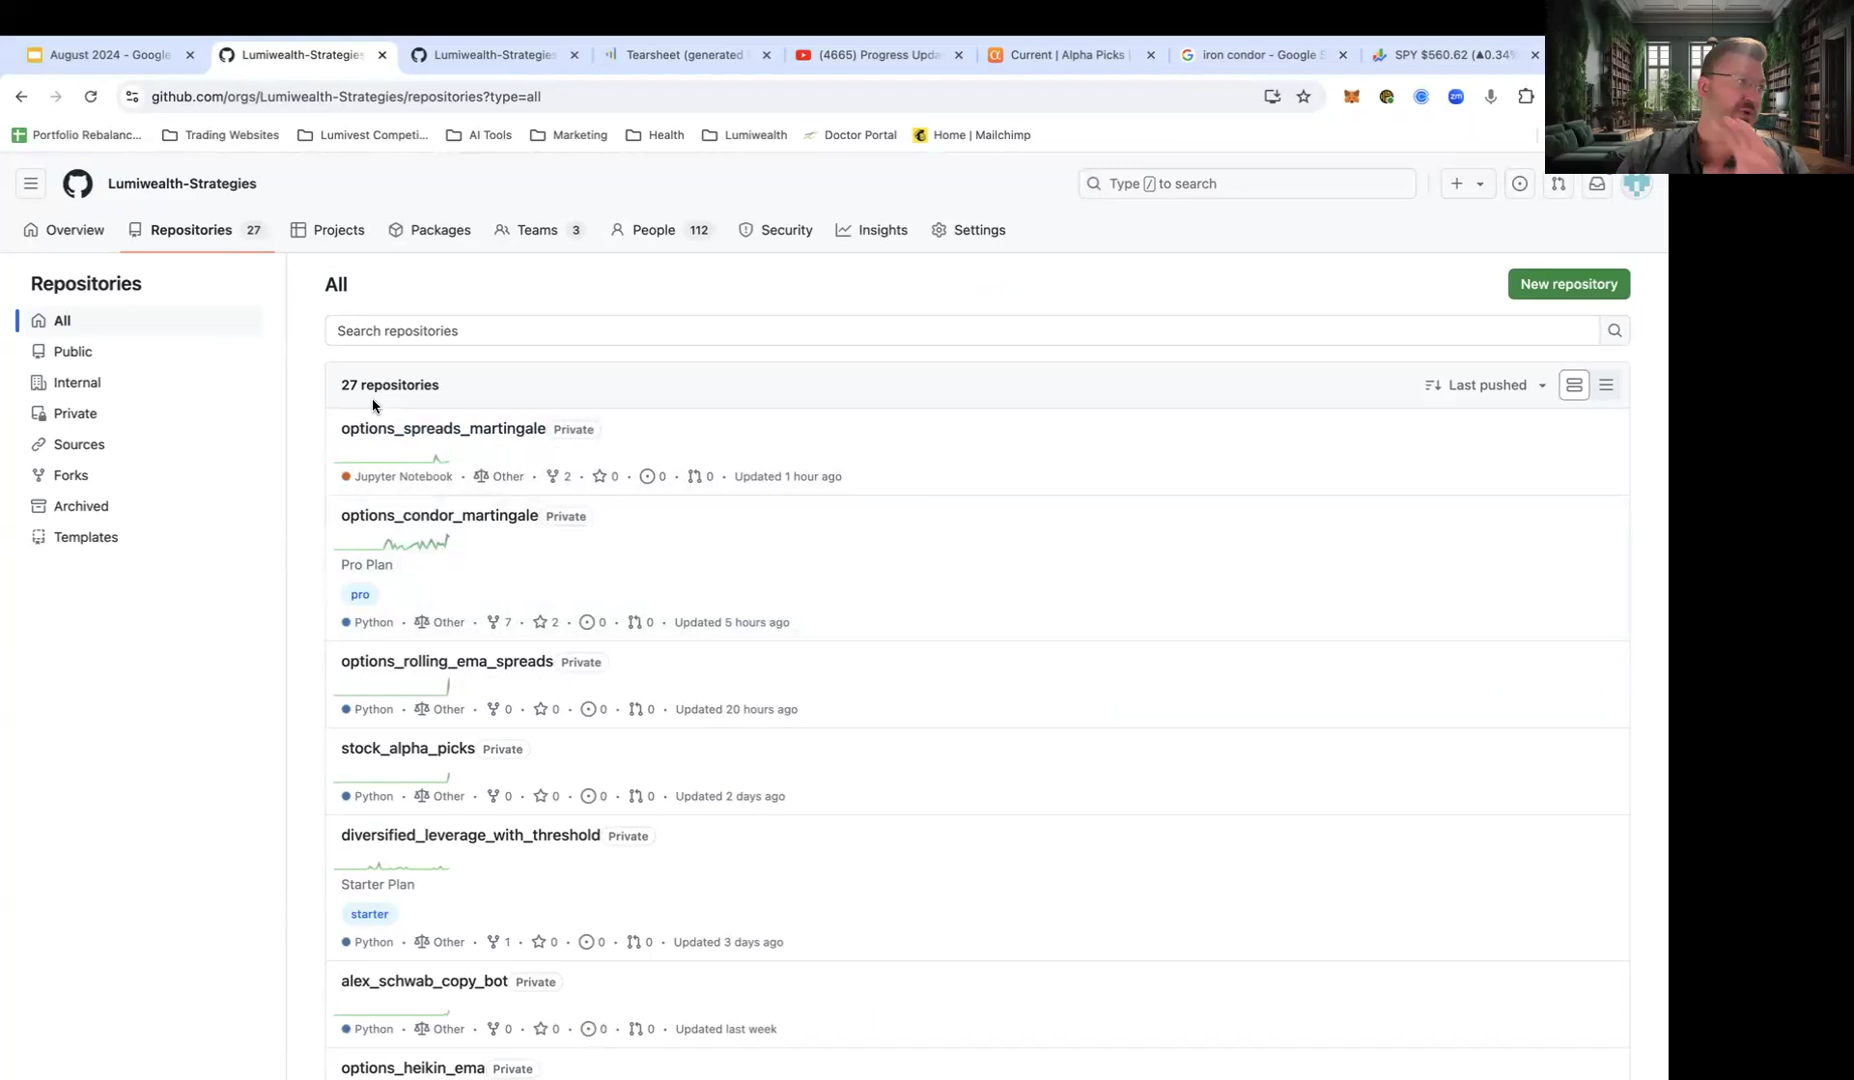 August 2024 - Google
Lumiwealth-Strategies
Lumiwealth-Strategies
Tearsheet (generated
(4665) Progress Upda
Current | Alpha Picks
iron condor - Google S
SPY $560.62 (▲0.34%
github.com/orgs/Lumiwealth-Strategies/repositories?type=all
Portfolio Rebalanc...
Trading Websites
Lumivest Competi...
AI Tools
Marketing
Health
Lumiwealth
Doctor Portal
Home | Mailchimp
Lumiwealth-Strategies
Type / to search
Overview
Repositories 27
Projects
Packages
Teams 3
People 112
Security
Insights
Settings
Repositories
All
Public
Internal
Private
Sources
Forks
Archived
Templates
All
New repository
Search repositories
27 repositories
Last pushed
options_spreads_martingale Private
Jupyter Notebook · Other · 2 · 0 · 0 · 0 · Updated 1 hour ago
options_condor_martingale Private
Pro Plan
pro
Python · Other · 7 · 2 · 0 · 0 · Updated 5 hours ago
options_rolling_ema_spreads Private
Python · Other · 0 · 0 · 0 · 0 · Updated 20 hours ago
stock_alpha_picks Private
Python · Other · 0 · 0 · 0 · 0 · Updated 2 days ago
diversified_leverage_with_threshold Private
Starter Plan
starter
Python · Other · 1 · 0 · 0 · 0 · Updated 3 days ago
alex_schwab_copy_bot Private
Python · Other · 0 · 0 · 0 · 0 · Updated last week
options_heikin_ema Private